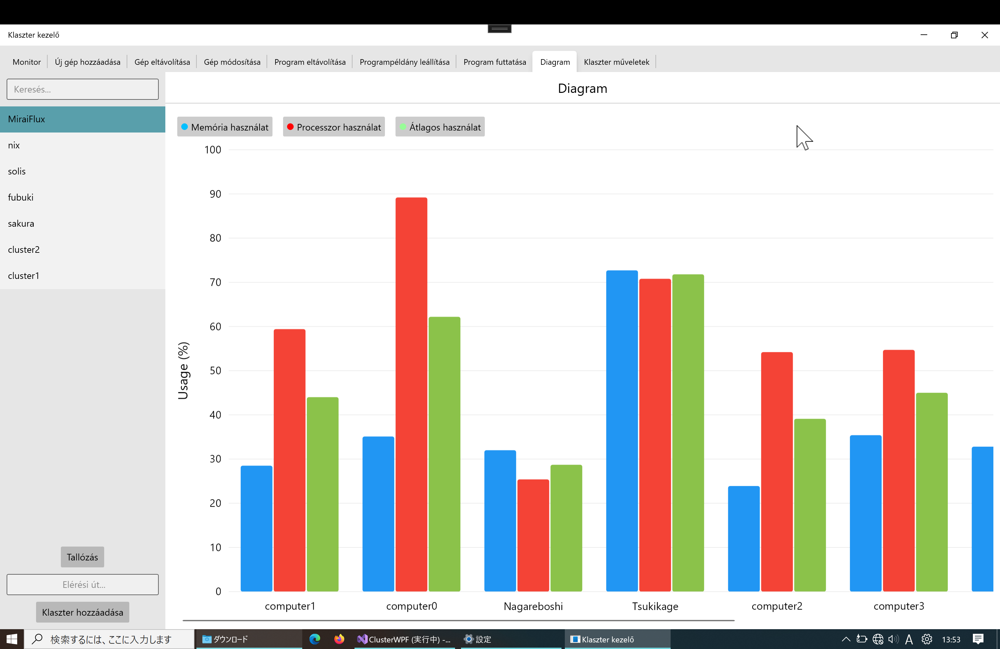 Klaszter kezelő
Monitor Új gép hozzáadása Gép eltávolítása Gép módosítása Program eltávolítása Programpéldány leállítása Program futtatása Diagram Klaszter műveletek
Keresés...
MiraiFlux
nix
solis
fubuki
sakura
cluster2
cluster1
Tallózás
Elérési út...
Klaszter hozzáadása
Diagram
Memória használat Processzor használat Átlagos használat
100
90
80
70
60
50
40
30
20
10
0
Usage (%)
computer1 computer0 Nagareboshi Tsukikage computer2 computer3
検索するには、ここに入力します ダウンロード ClusterWPF (実行中) -... 設定 Klaszter kezelő A 13:53